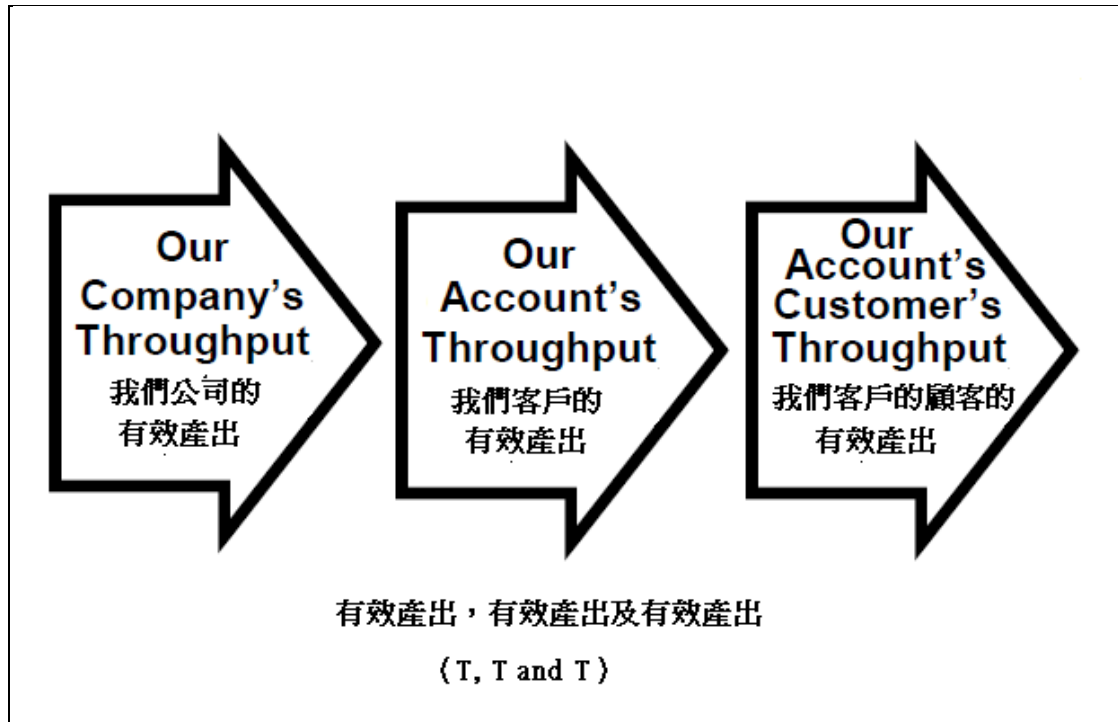 Our
Company's
Throughput
我們公司的
有效產出
Our
Account's
Throughput
我們客戶的
有效產出
Our
Account's
Customer's
Throughput
我們客戶的顧客的
有效產出
有效產出，有效產出及有效產出
(T, T and T)